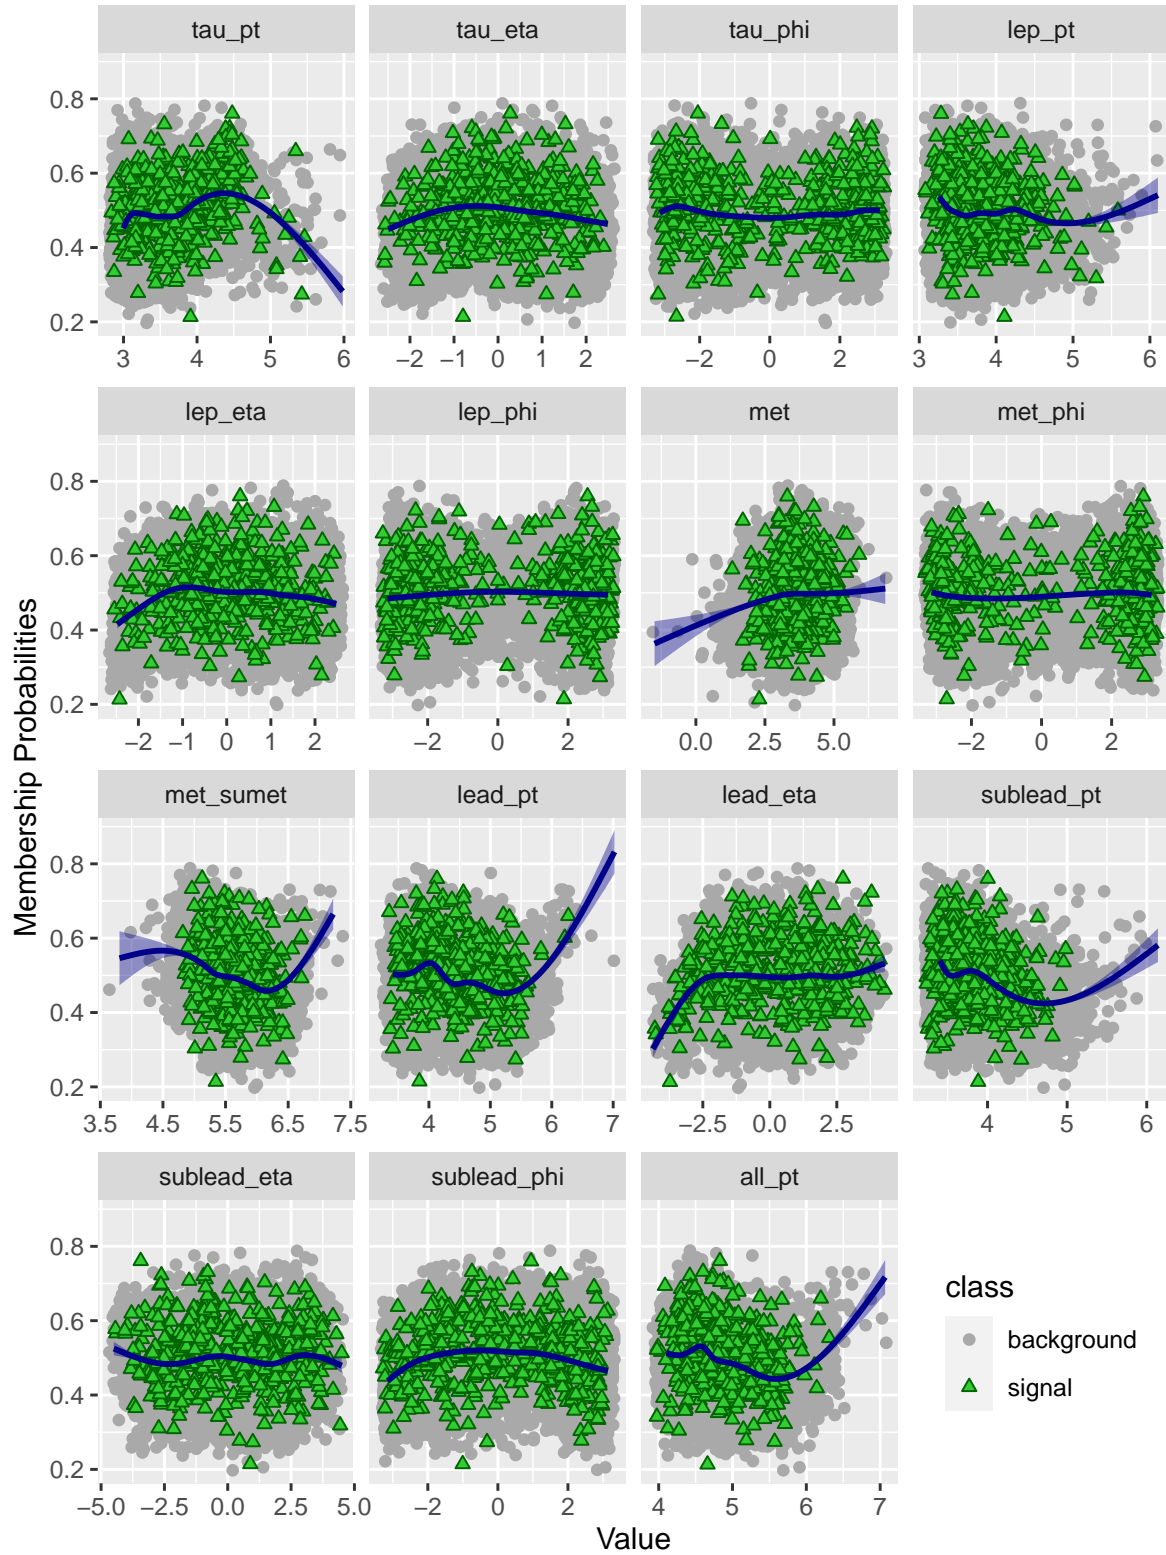 tau_pt tau_eta tau_phi lep_pt
0.8
0.6
0.4
0.2
3 4 5 6 −2 −1 0 1 2 −2 0 2 3 4 5 6
lep_eta lep_phi met met_phi
0.8
0.6
0.4
0.2
−2 −1 0 1 2 −2 0 2 0.0 2.5 5.0 −2 0 2
Membership Probabilities
met_sumet lead_pt lead_eta sublead_pt
0.8
0.6
0.4
0.2
3.5 4.5 5.5 6.5 7.5 4 5 6 7 −2.5 0.0 2.5 4 5 6
sublead_eta sublead_phi all_pt
0.8
0.6
0.4
0.2
−5.0 −2.5 0.0 2.5 5.0 −2 0 2 4 5 6 7
Value
class
background
signal